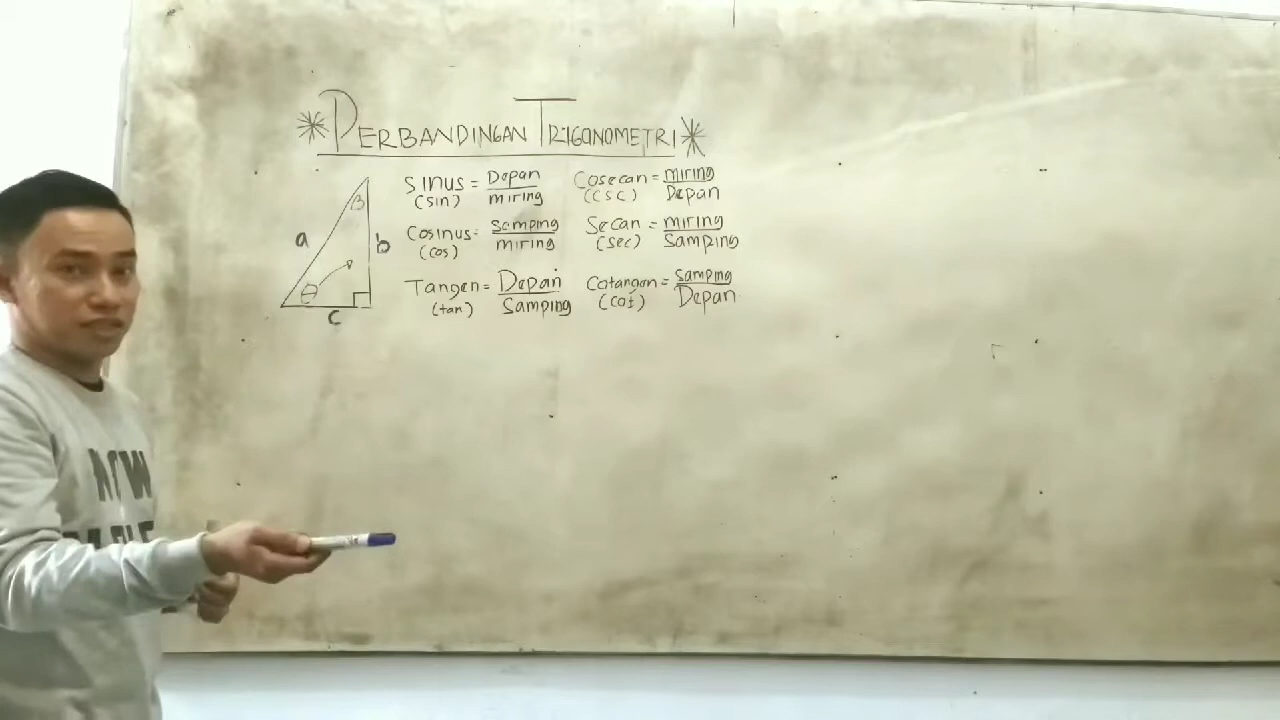 *PERBANDINGAN TRIGONOMETRI*
Sinus = Depan / miring
(sin)
Cosecan = miring / Depan
(csc)
Cosinus = samping / miring
(cos)
Secan = miring / Samping
(sec)
Tangen = Depan / Samping
(tan)
Cotangan = samping / Depan
(cot)
β
a
b
θ
c